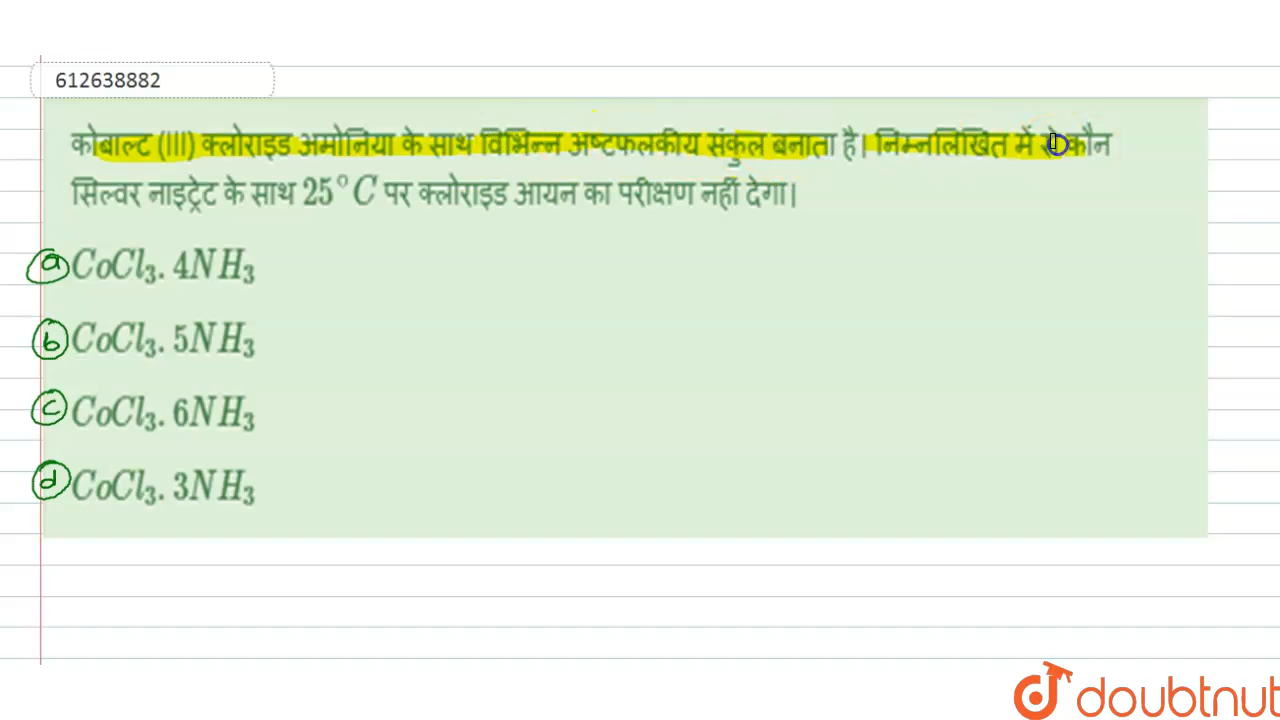 612638882
कोबाल्ट (III) क्लोराइड अमोनिया के साथ विभिन्न अष्टफलकीय संकुल बनाता है। निम्नलिखित में से कौन
सिल्वर नाइट्रेट के साथ 25°C पर क्लोराइड आयन का परीक्षण नहीं देगा।
a CoCl₃. 4NH₃
b CoCl₃. 5NH₃
c CoCl₃. 6NH₃
d CoCl₃. 3NH₃
doubtnut